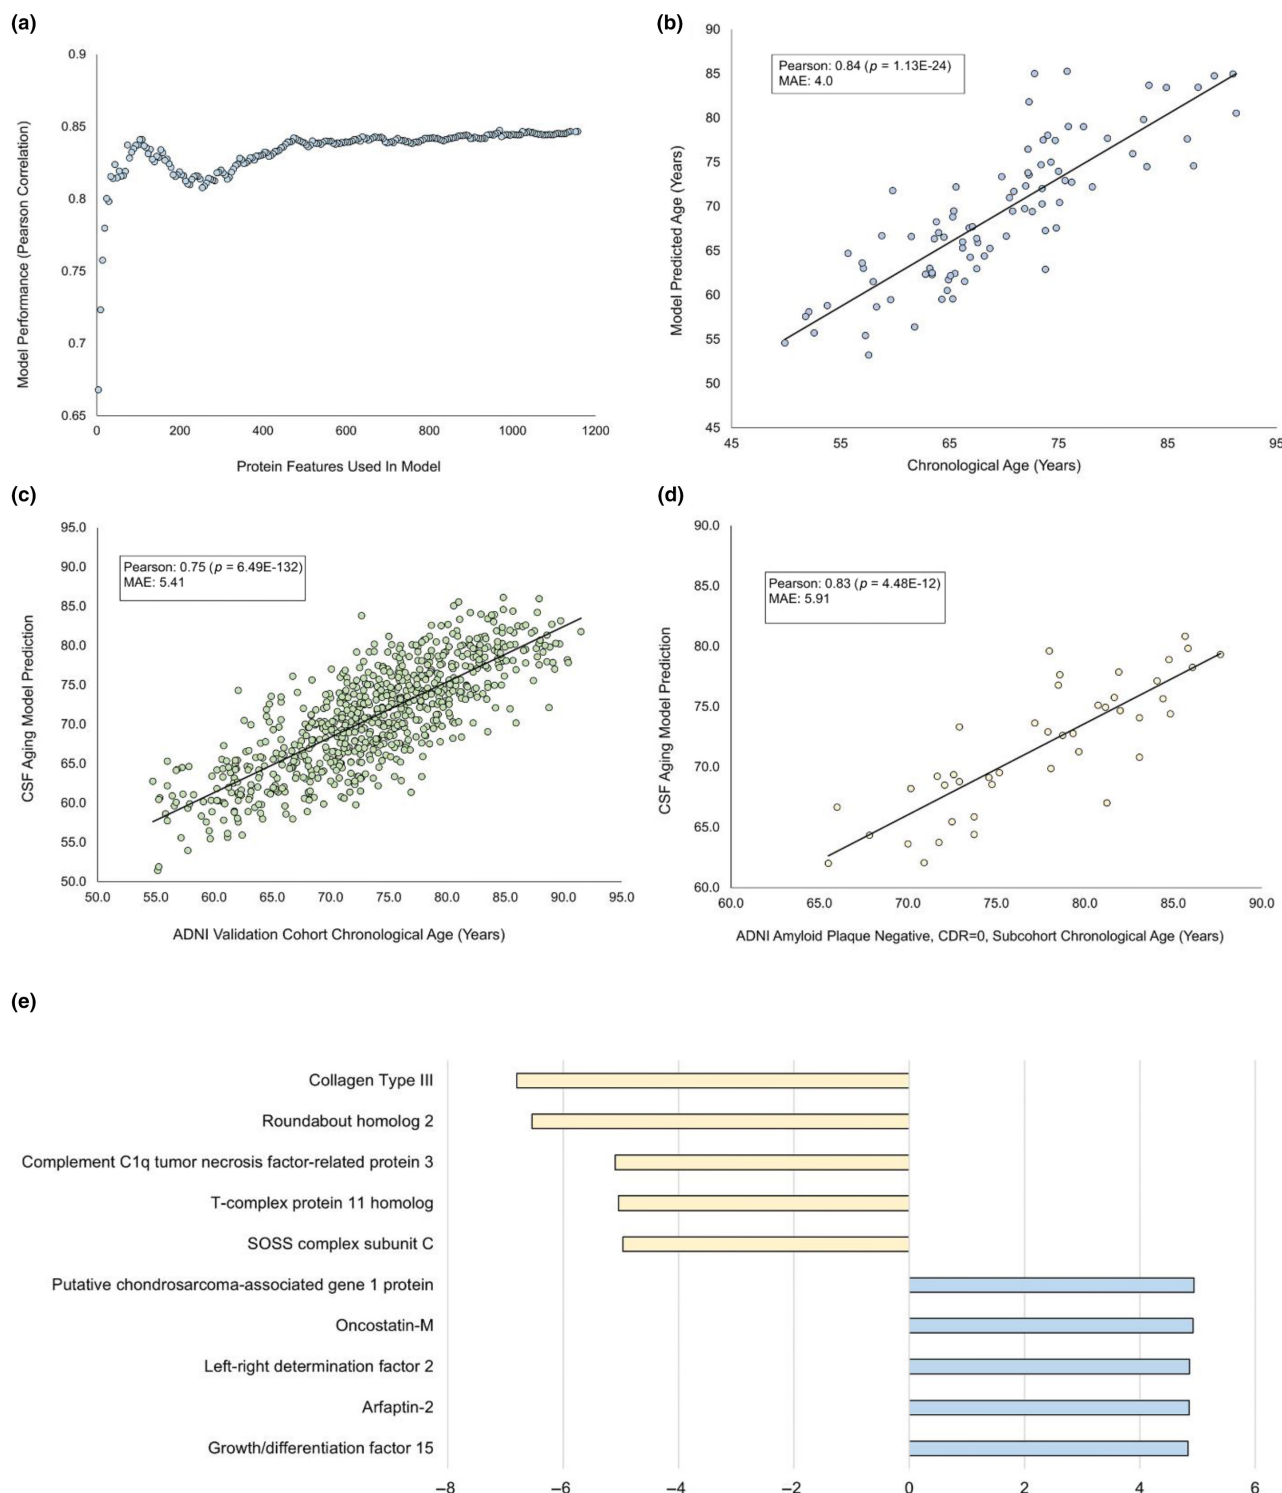 (a)
0.9
0.85
0.8
0.75
0.7
0.65
Model Performance (Pearson Correlation)
0 200 400 600 800 1000 1200
Protein Features Used In Model
(b)
90
85
80
75
70
65
60
55
50
45
Model Predicted Age (Years)
Pearson: 0.84 (p = 1.13E-24)
MAE: 4.0
45 55 65 75 85 95
Chronological Age (Years)
(c)
95.0
90.0
85.0
80.0
75.0
70.0
65.0
60.0
55.0
50.0
CSF Aging Model Prediction
Pearson: 0.75 (p = 6.49E-132)
MAE: 5.41
50.0 55.0 60.0 65.0 70.0 75.0 80.0 85.0 90.0 95.0
ADNI Validation Cohort Chronological Age (Years)
(d)
90.0
85.0
80.0
75.0
70.0
65.0
60.0
CSF Aging Model Prediction
Pearson: 0.83 (p = 4.48E-12)
MAE: 5.91
60.0 65.0 70.0 75.0 80.0 85.0 90.0
ADNI Amyloid Plaque Negative, CDR=0, Subcohort Chronological Age (Years)
(e)
Collagen Type III
Roundabout homolog 2
Complement C1q tumor necrosis factor-related protein 3
T-complex protein 11 homolog
SOSS complex subunit C
Putative chondrosarcoma-associated gene 1 protein
Oncostatin-M
Left-right determination factor 2
Arfaptin-2
Growth/differentiation factor 15
−8 −6 −4 −2 0 2 4 6